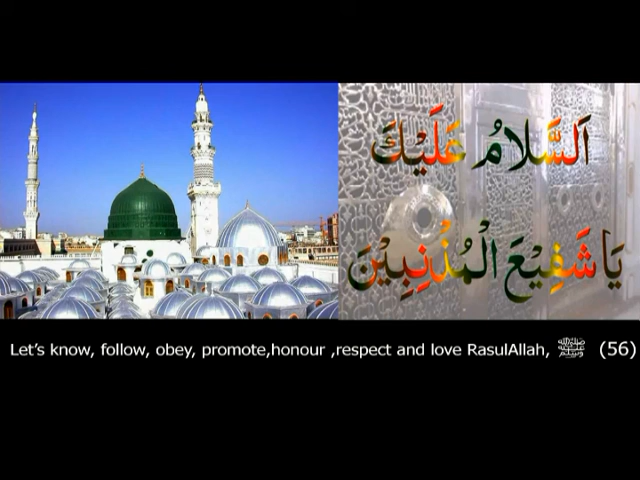 اَلسَّلَامُ عَلَيْكَ
يَا شَفِيْعَ الْمُذْنِبِيْنَ
Let's know, follow, obey, promote,honour ,respect and love RasulAllah, ﷺ (56)